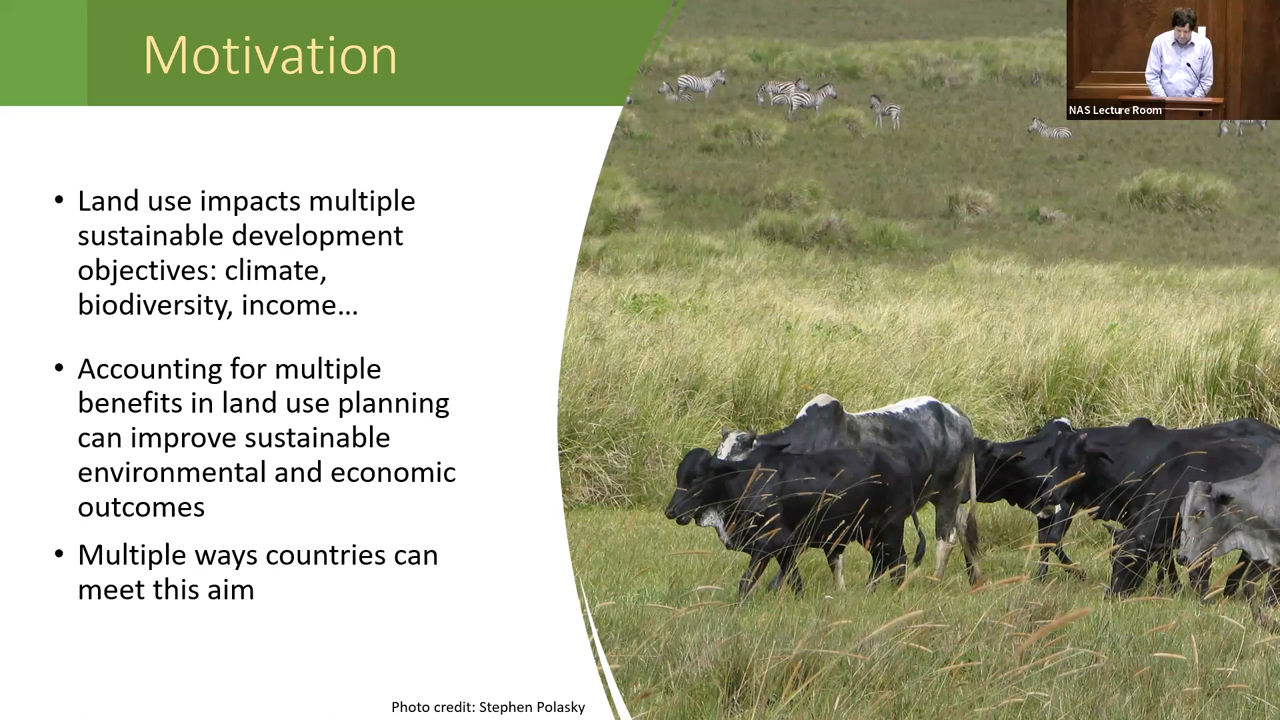 Motivation
NAS Lecture Room
• Land use impacts multiple
sustainable development
objectives: climate,
biodiversity, income…
• Accounting for multiple
benefits in land use planning
can improve sustainable
environmental and economic
outcomes
• Multiple ways countries can
meet this aim
Photo credit: Stephen Polasky